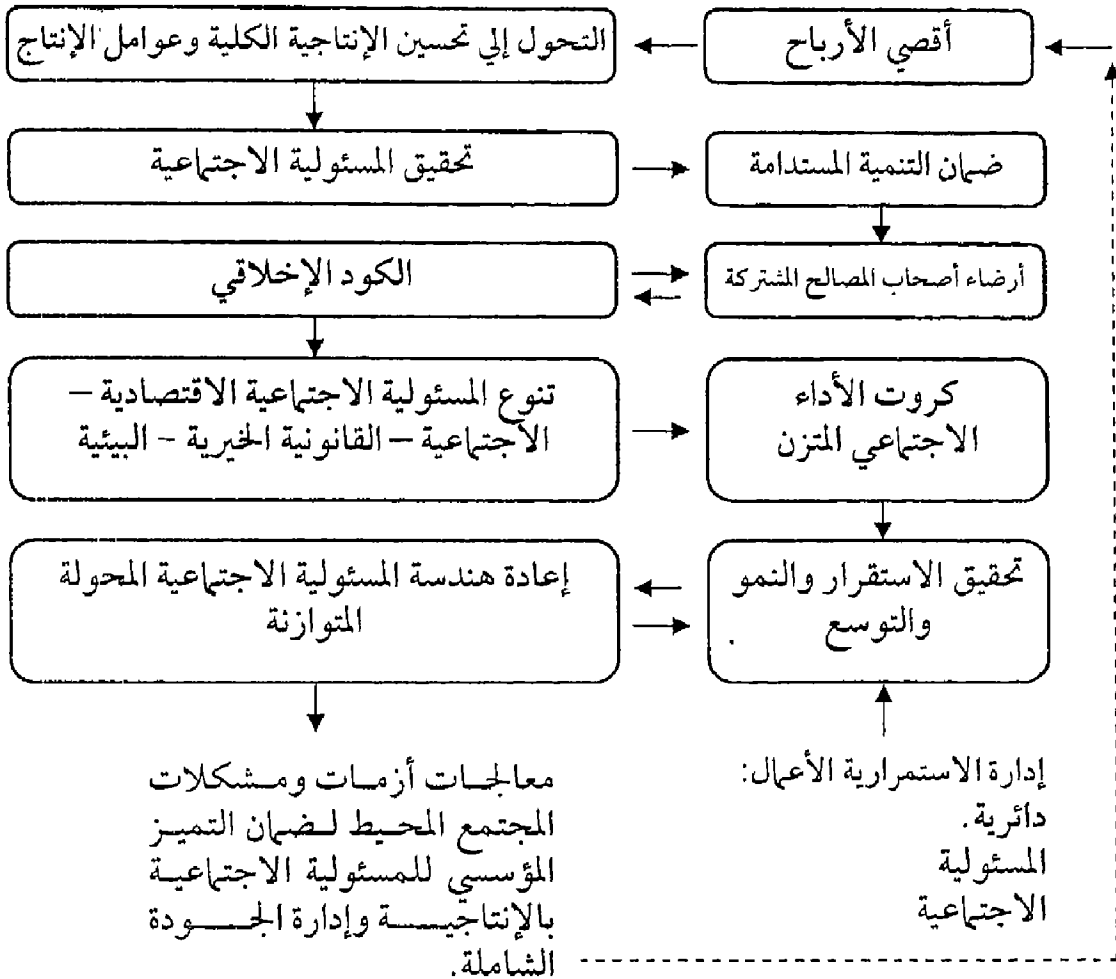 أقصي الأرباح
التحول إلي تحسين الإنتاجية الكلية وعوامل الإنتاج
ضمان التنمية المستدامة
تحقيق المسئولية الاجتماعية
أرضاء أصحاب المصالح المشتركة
الكود الإخلاقي
كروت الأداء
الاجتماعي المتزن
تنوع المسئولية الاجتماعية الاقتصادية –
الاجتماعية – القانونية الخيرية - البيئية
تحقيق الاستقرار والنمو
والتوسع
إعادة هندسة المسئولية الاجتماعية المحولة
المتوازنة
إدارة الاستمرارية الأعمال:
دائرية.
المسئولية
الاجتماعية
معالجات أزمات ومشكلات
المجتمع المحيط لضمان التميز
المؤسسي للمسئولية الاجتماعية
بالإنتاجية وإدارة الجودة
الشاملة.